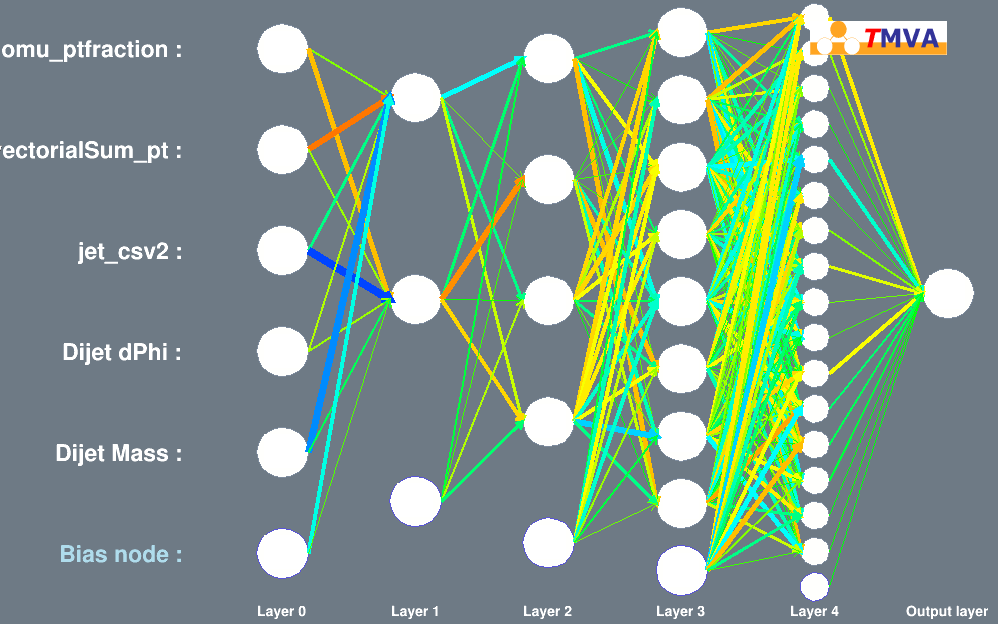 omu_ptfraction :
TMVA
ectorialSum_pt :
jet_csv2 :
Dijet dPhi :
Dijet Mass :
Bias node :
Layer 0 Layer 1 Layer 2 Layer 3 Layer 4 Output layer